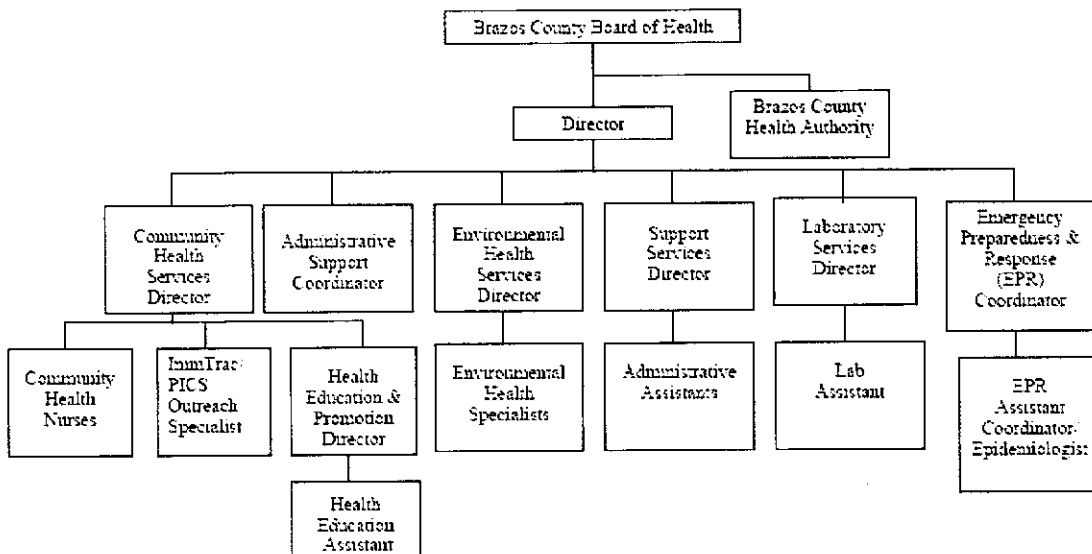 Brazos County Board of Health
Director
Brazos County
Health Authority
Community
Health
Services
Director
Administrative
Support
Coordinator
Environmental
Health
Services
Director
Support
Services
Director
Laboratory
Services
Director
Emergency
Preparedness &
Response
(EPR)
Coordinator
Community
Health
Nurses
ImmTrac/
PICS
Outreach
Specialist
Health
Education &
Promotion
Director
Environmental
Health
Specialists
Administrative
Assistants
Lab
Assistant
EPR
Assistant
Coordinator/
Epidemiologist
Health
Education
Assistant